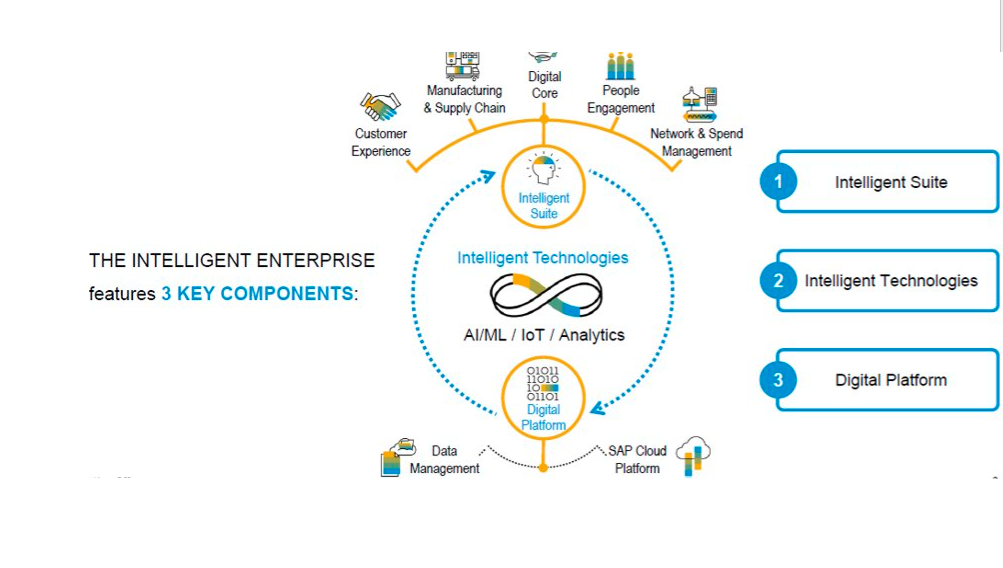 Digital
Core
Manufacturing
& Supply Chain
People
Engagement
Customer
Experience
Network & Spend
Management
Intelligent
Suite
1
Intelligent Suite
THE INTELLIGENT ENTERPRISE
features 3 KEY COMPONENTS:
Intelligent Technologies
AI/ML / IoT / Analytics
2
Intelligent Technologies
01011
11010
10
01101
Digital
Platform
3
Digital Platform
Data
Management
SAP Cloud
Platform